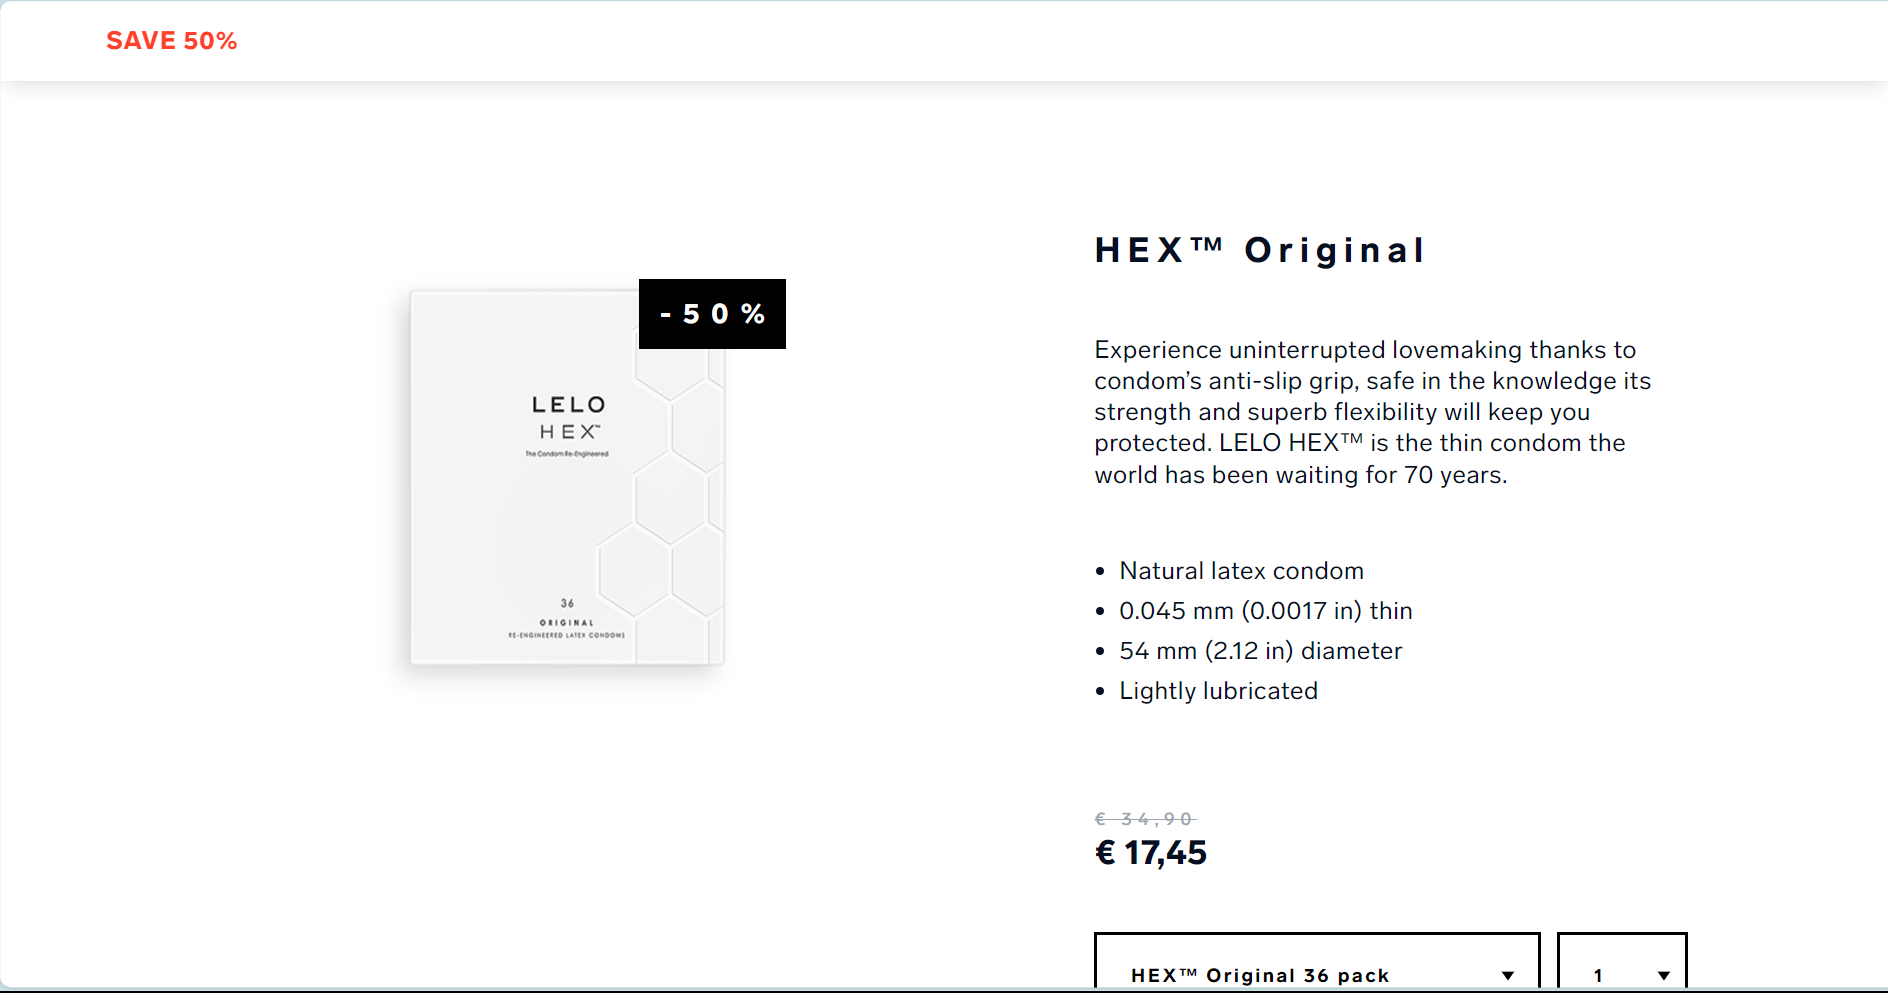 SAVE 50%
-50%
LELO
HEX™
The Condom Re-Engineered
36
ORIGINAL
RE-ENGINEERED LATEX CONDOMS
HEX™ Original
Experience uninterrupted lovemaking thanks to
condom’s anti-slip grip, safe in the knowledge its
strength and superb flexibility will keep you
protected. LELO HEX™ is the thin condom the
world has been waiting for 70 years.
• Natural latex condom
• 0.045 mm (0.0017 in) thin
• 54 mm (2.12 in) diameter
• Lightly lubricated
€ 34,90
€ 17,45
HEX™ Original 36 pack
1